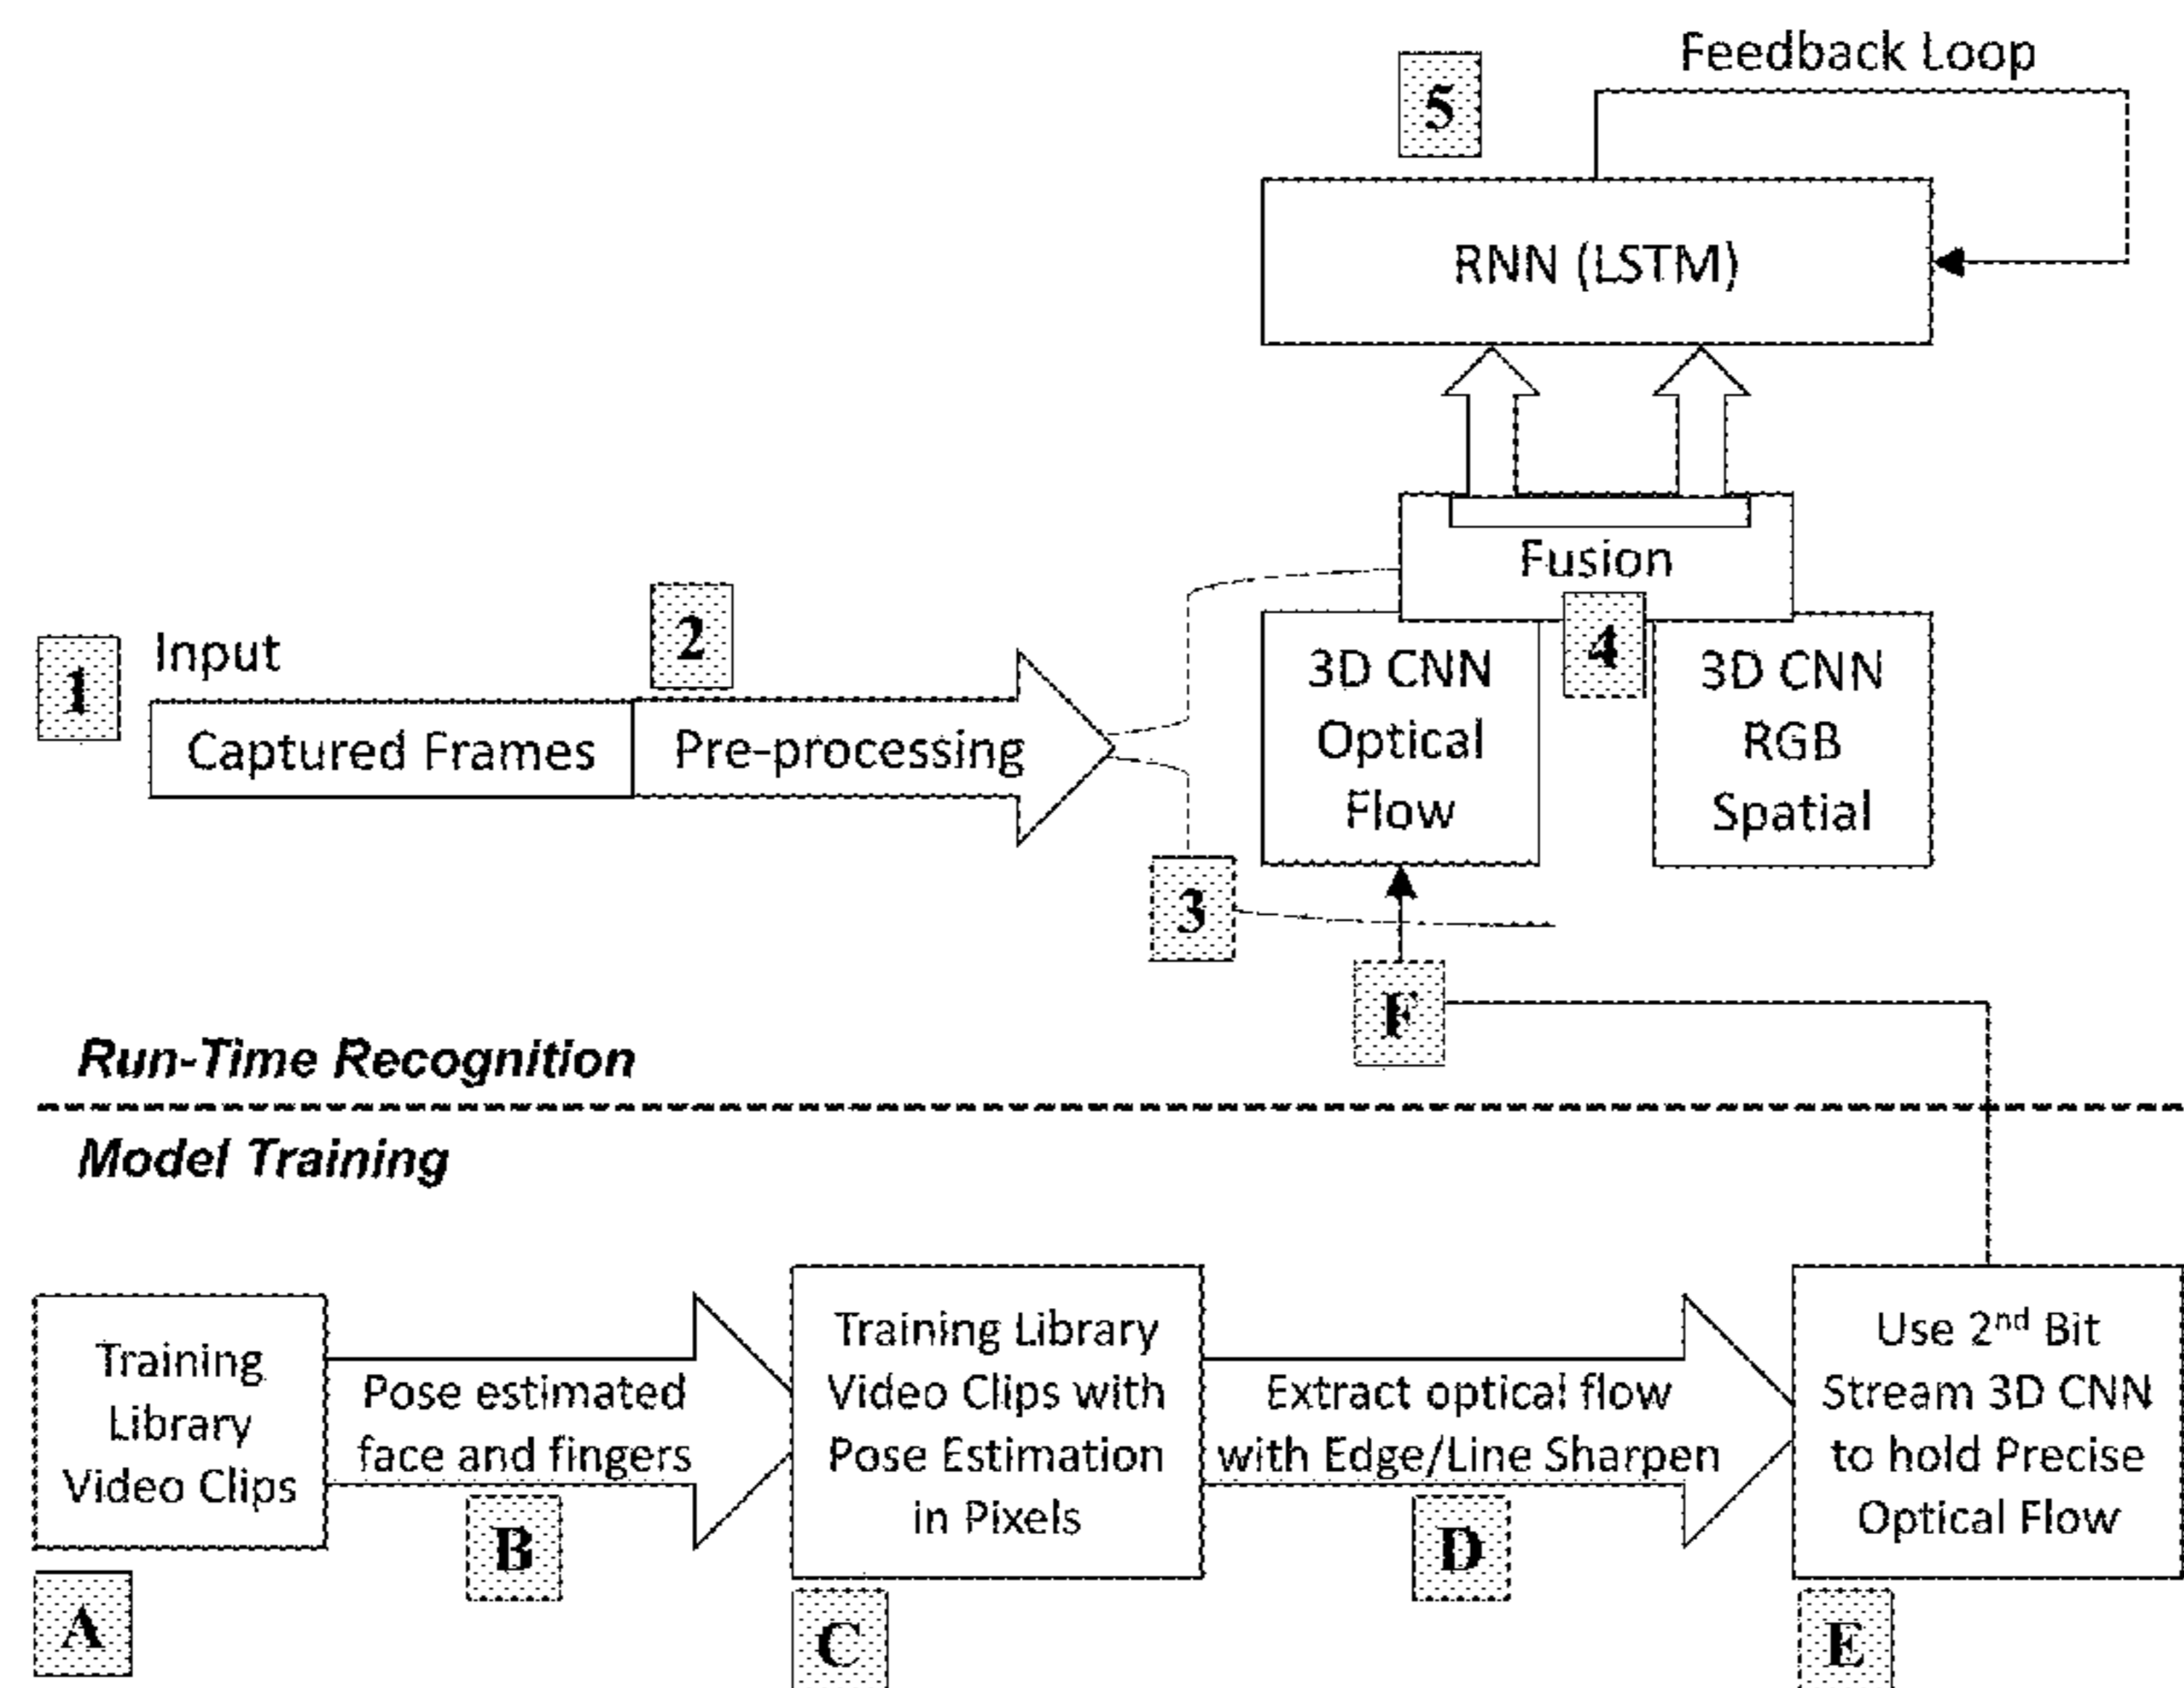 Feedback Loop
5
RNN (LSTM)
Fusion
4
3D CNN
Optical
Flow
3D CNN
RGB
Spatial
1
Input
2
Captured Frames
Pre-processing
3
F
Run-Time Recognition
Model Training
Training
Library
Video Clips
A
Pose estimated
face and fingers
B
Training Library
Video Clips with
Pose Estimation
in Pixels
C
Extract optical flow
with Edge/Line Sharpen
D
Use 2nd Bit
Stream 3D CNN
to hold Precise
Optical Flow
E